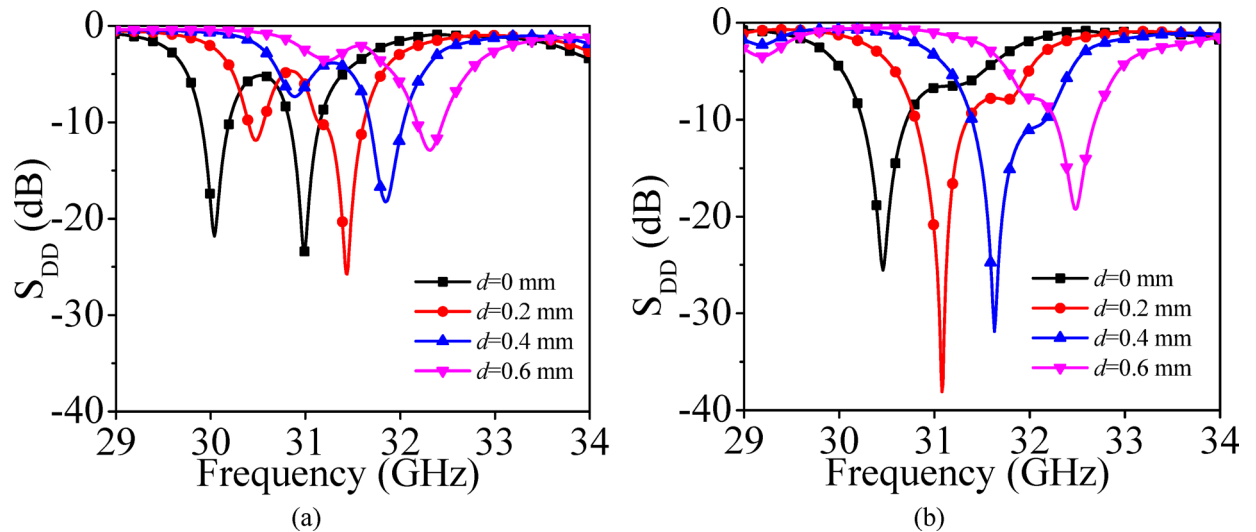 0
-10
-20
-30
-40
S_DD (dB)
d=0 mm
d=0.2 mm
d=0.4 mm
d=0.6 mm
29 30 31 32 33 34
Frequency (GHz)
(a)
0
-10
-20
-30
-40
S_DD (dB)
d=0 mm
d=0.2 mm
d=0.4 mm
d=0.6 mm
29 30 31 32 33 34
Frequency (GHz)
(b)